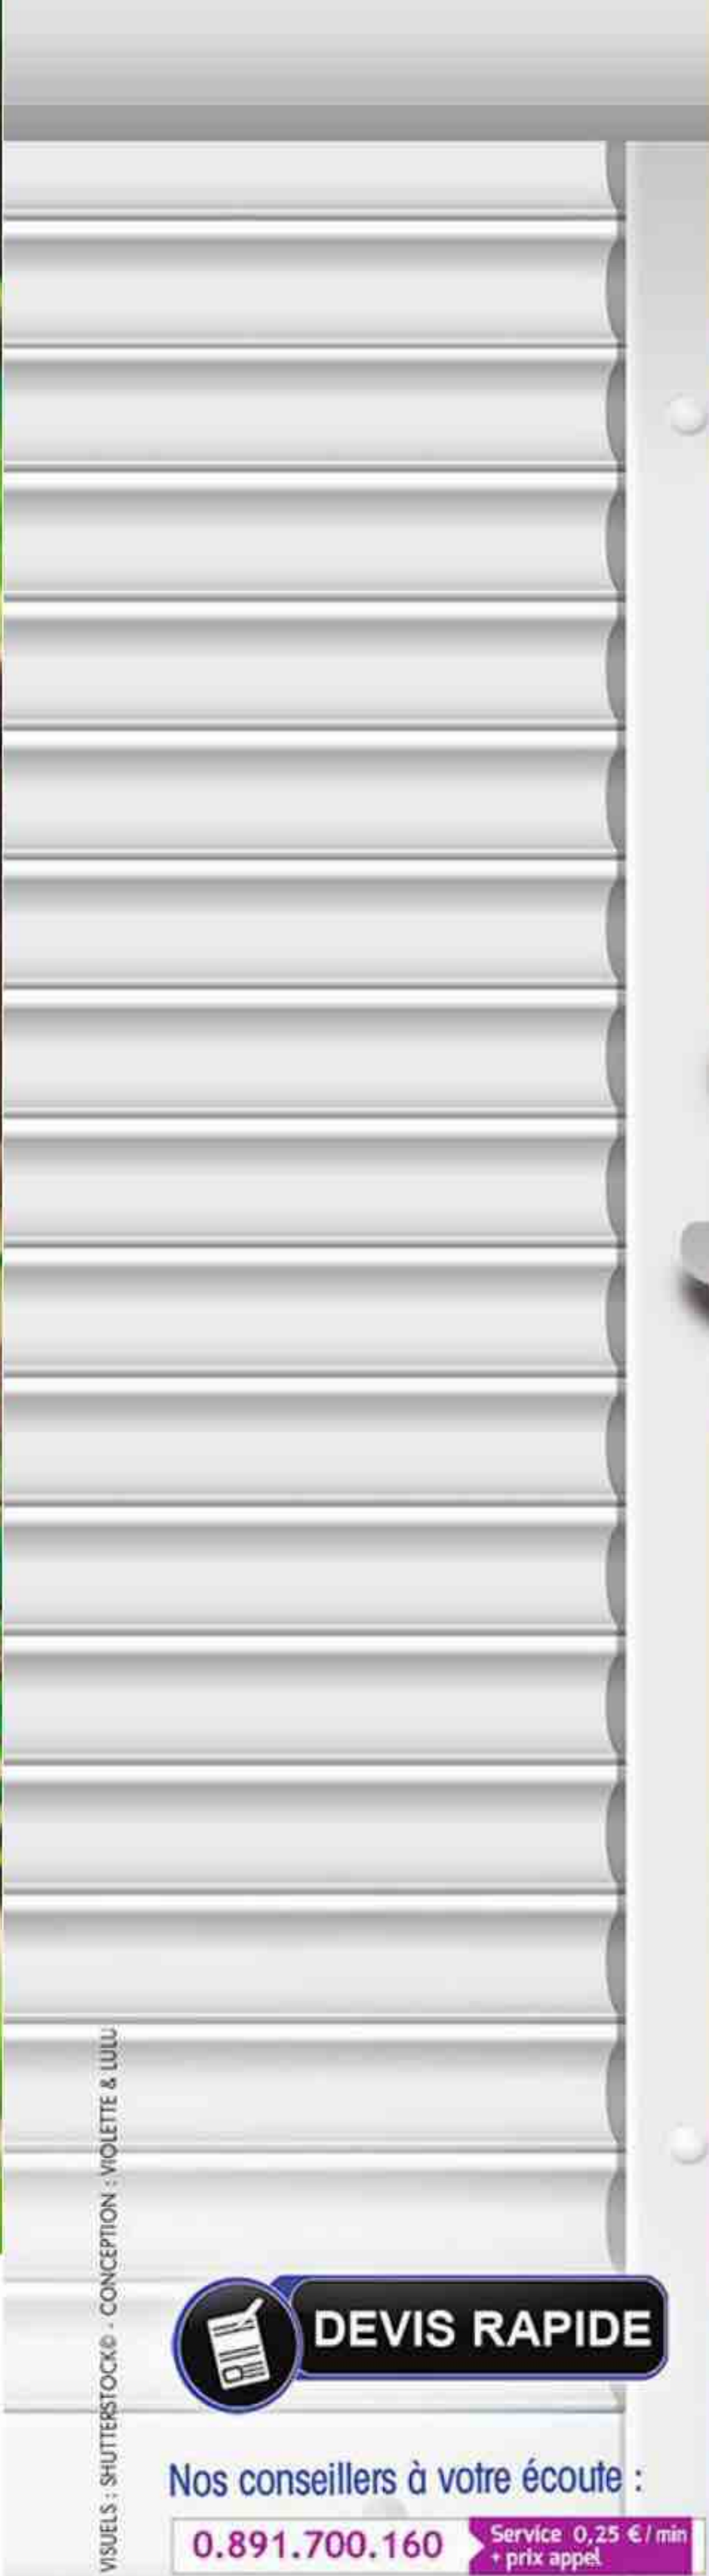 VISUELS : SHUTTERSTOCK© - CONCEPTION : VIOLETTE & LULU
DEVIS RAPIDE
Nos conseillers à votre écoute :
0.891.700.160
Service 0,25 € / min
+ prix appel